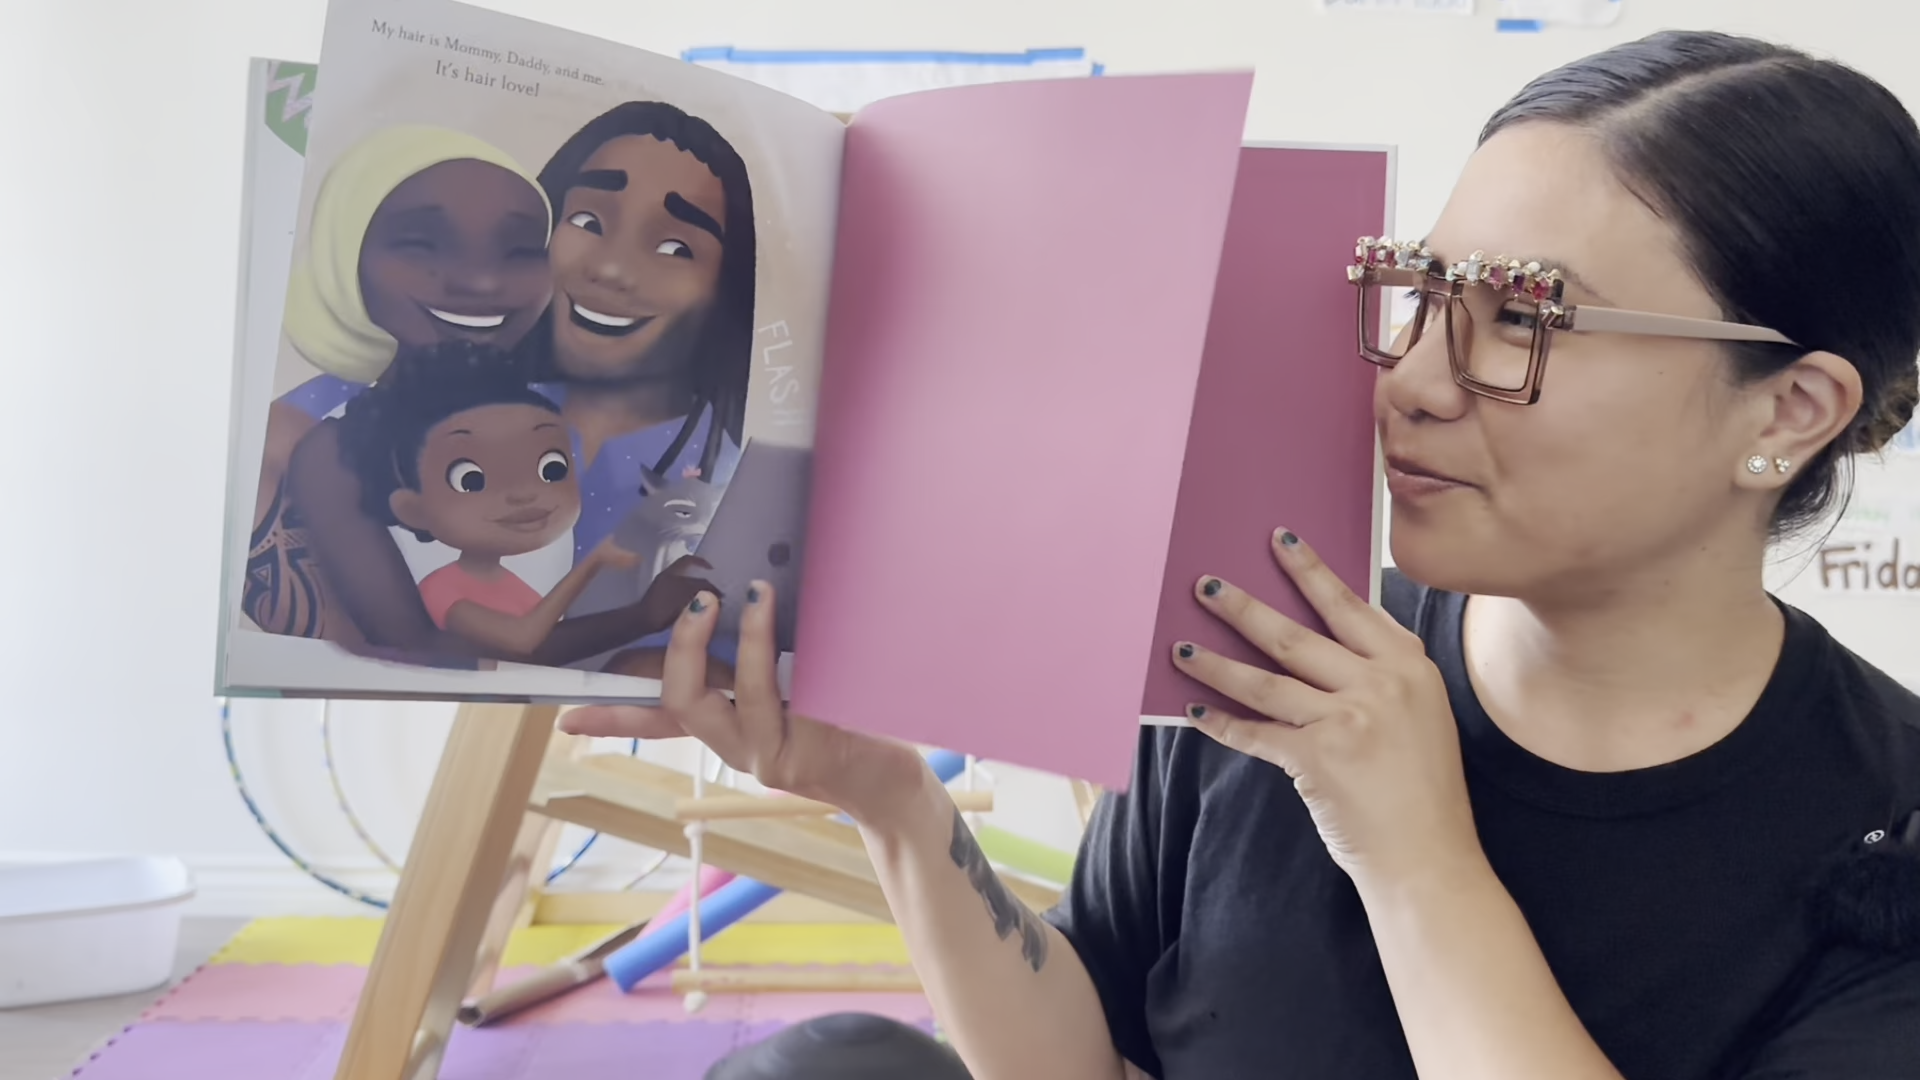 My hair is Mommy, Daddy, and me.
It's hair love!
FLASH
Frida